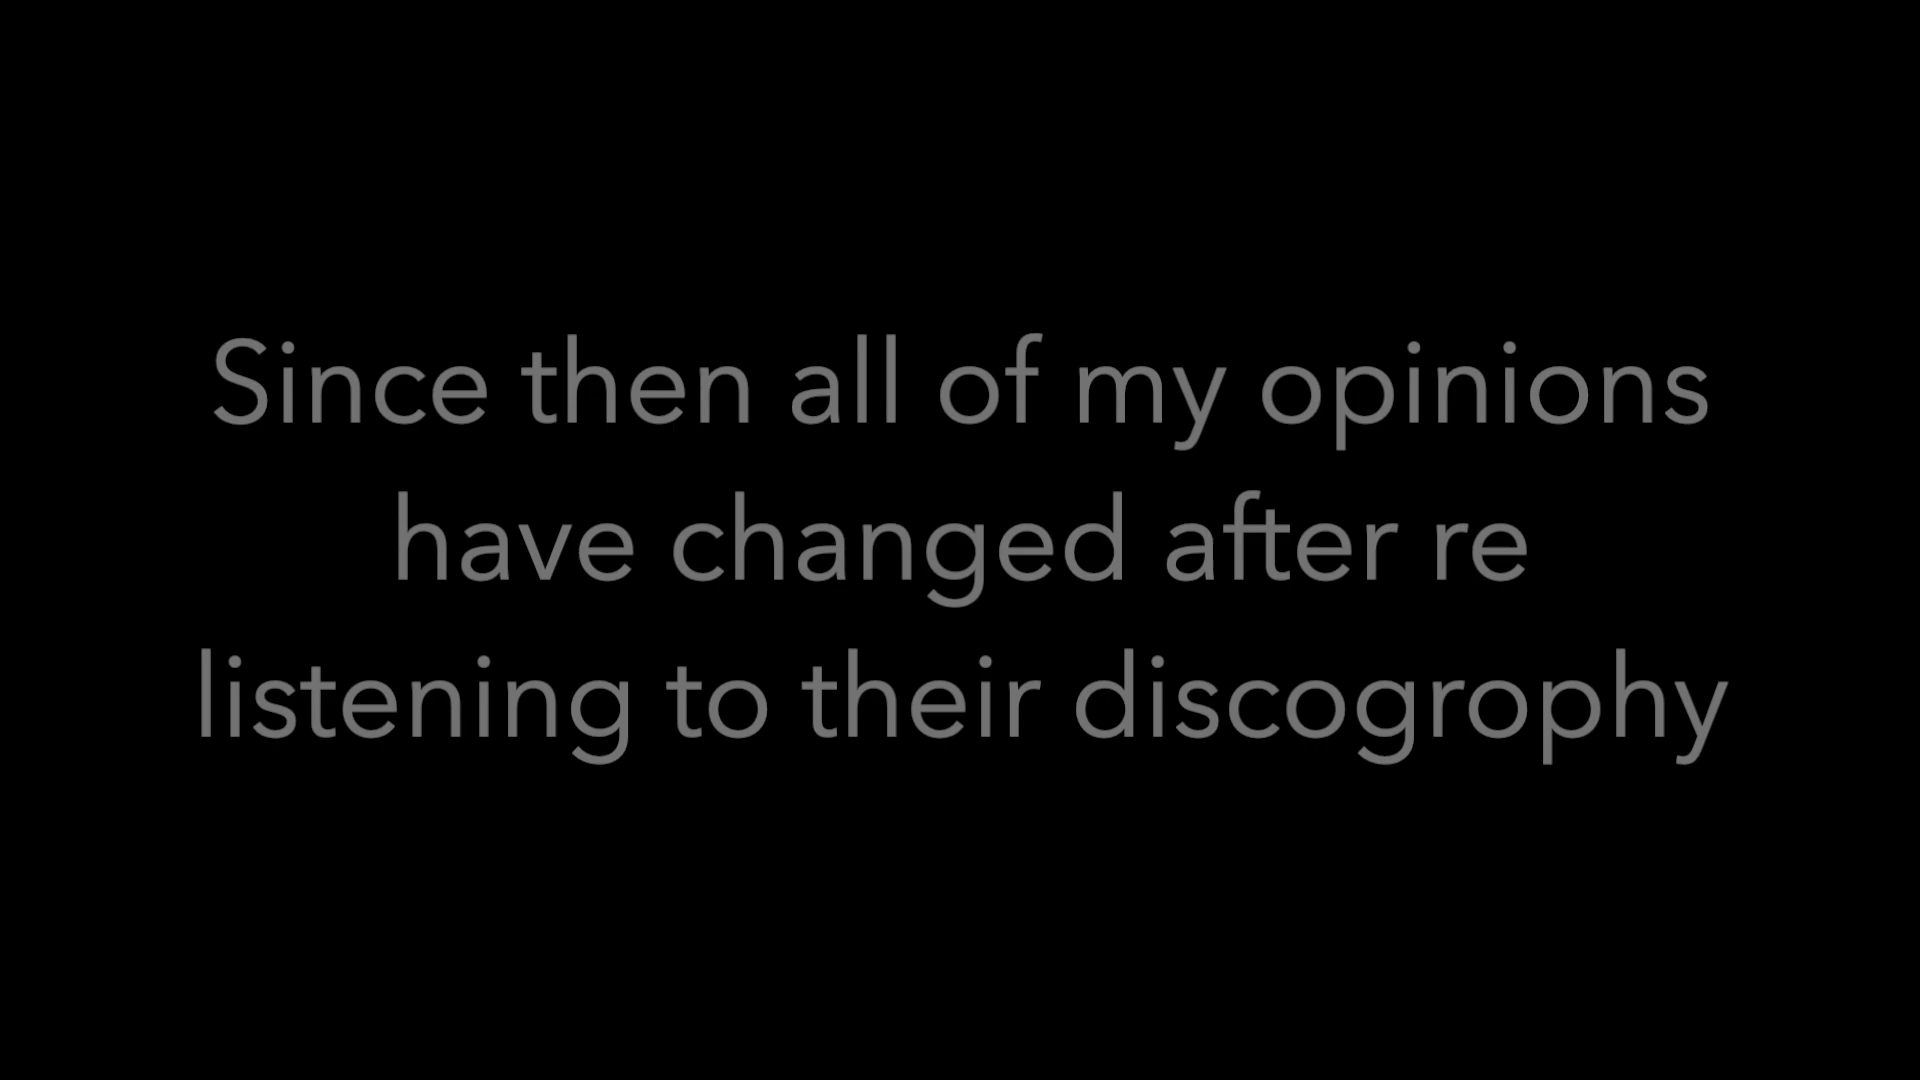 Since then all of my opinions
have changed after re
listening to their discogrophy